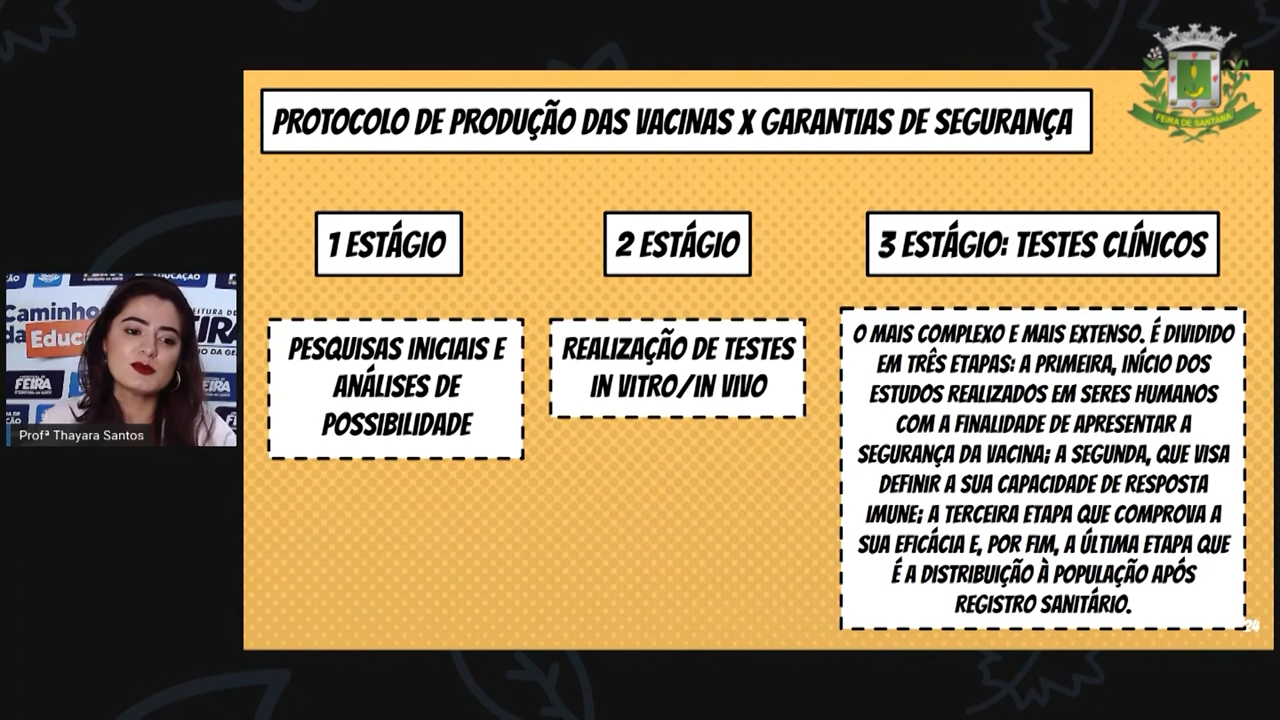 FEIRA DE SANTANA
PROTOCOLO DE PRODUÇÃO DAS VACINAS X GARANTIAS DE SEGURANÇA
1 ESTÁGIO
PESQUISAS INICIAIS E
ANÁLISES DE
POSSIBILIDADE
2 ESTÁGIO
REALIZAÇÃO DE TESTES
IN VITRO/IN VIVO
3 ESTÁGIO: TESTES CLÍNICOS
O MAIS COMPLEXO E MAIS EXTENSO. É DIVIDIDO
EM TRÊS ETAPAS: A PRIMEIRA, INÍCIO DOS
ESTUDOS REALIZADOS EM SERES HUMANOS
COM A FINALIDADE DE APRESENTAR A
SEGURANÇA DA VACINA; A SEGUNDA, QUE VISA
DEFINIR A SUA CAPACIDADE DE RESPOSTA
IMUNE; A TERCEIRA ETAPA QUE COMPROVA A
SUA EFICÁCIA E, POR FIM, A ÚLTIMA ETAPA QUE
É A DISTRIBUIÇÃO À POPULAÇÃO APÓS
REGISTRO SANITÁRIO.
24
Caminho
da Educ
FEIRA
Profª Thayara Santos